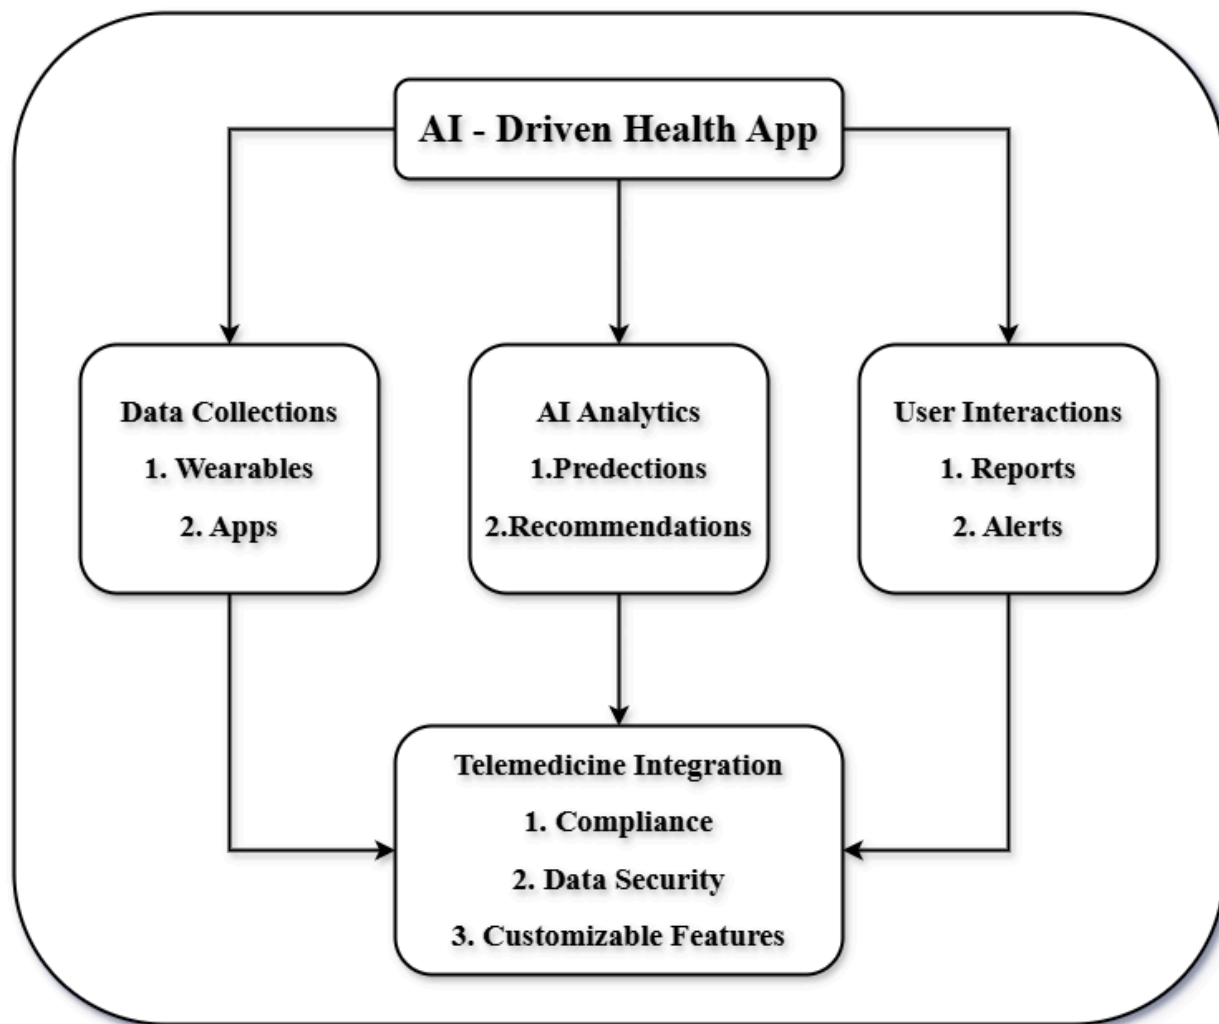 AI - Driven Health App
Data Collections
1. Wearables
2. Apps
AI Analytics
1.Predections
2.Recommendations
User Interactions
1. Reports
2. Alerts
Telemedicine Integration
1. Compliance
2. Data Security
3. Customizable Features